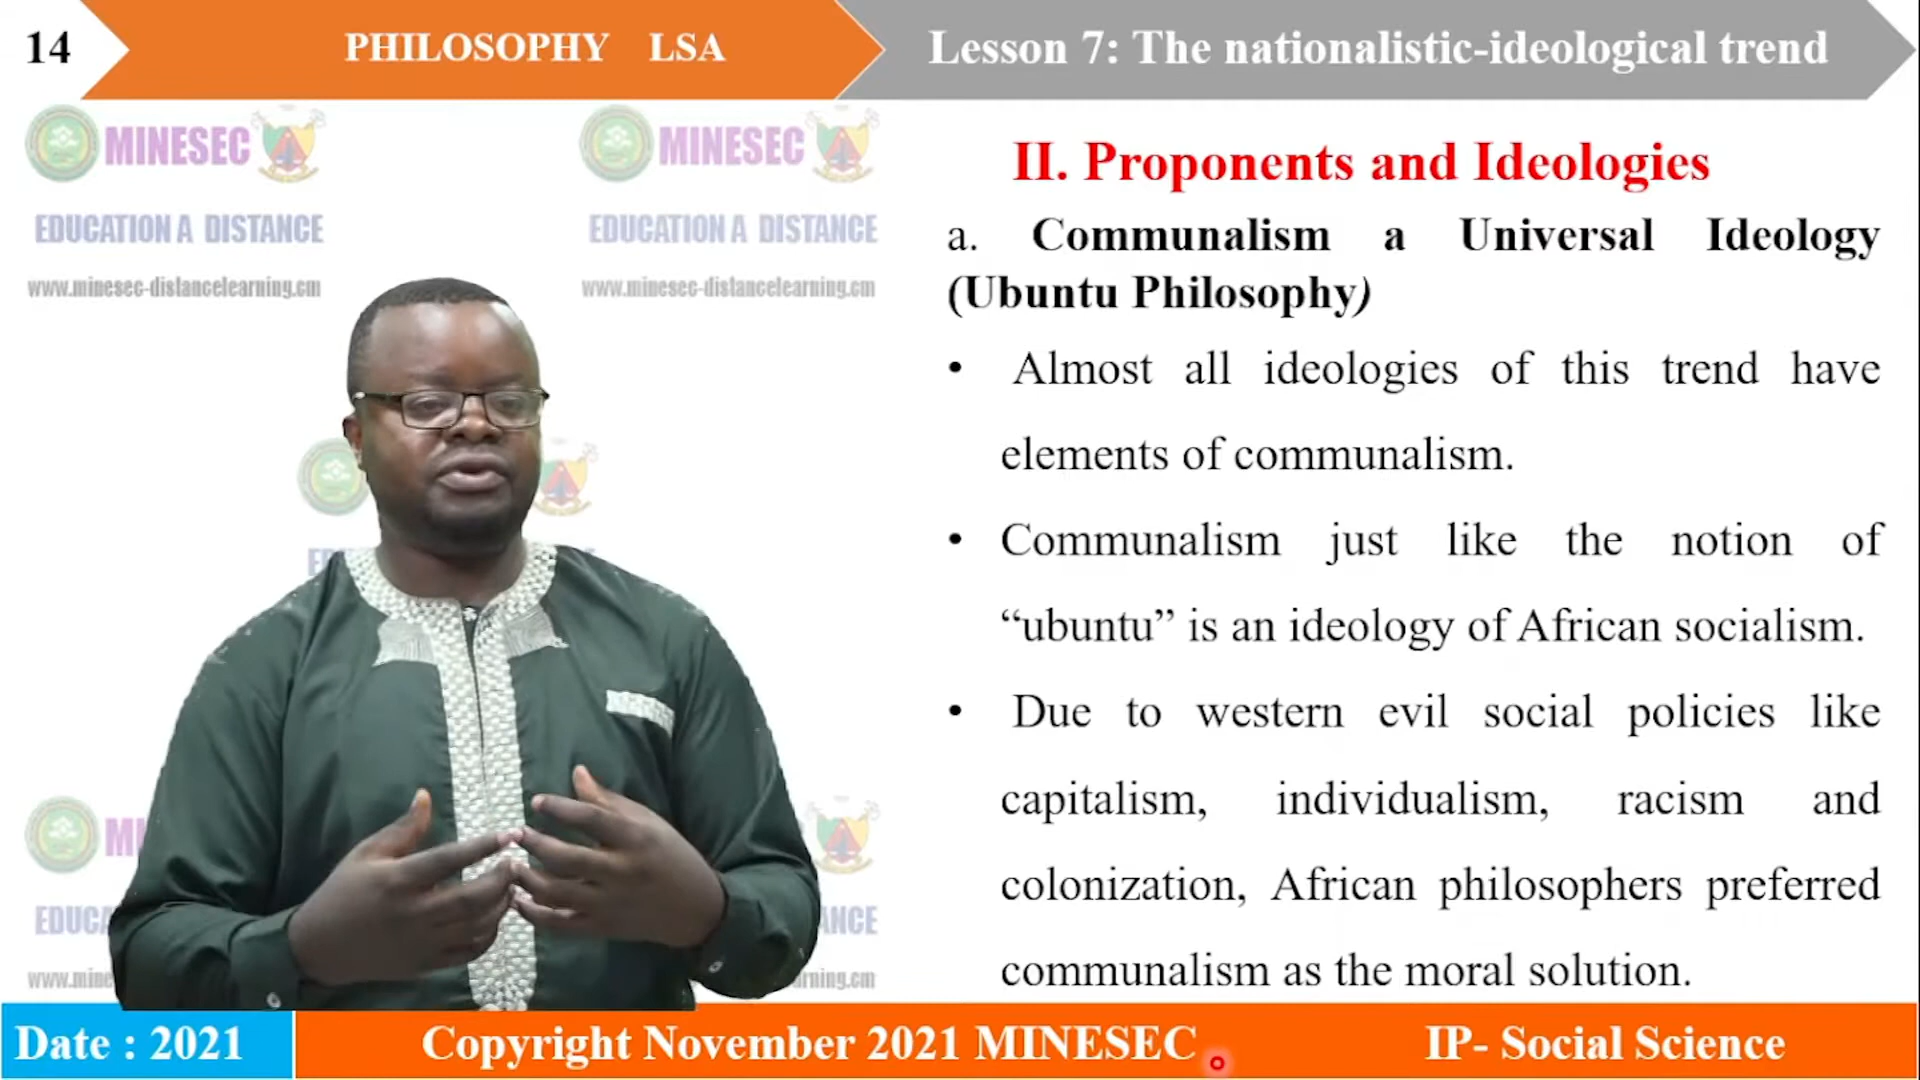 14
PHILOSOPHY LSA
Lesson 7: The nationalistic-ideological trend
MINESEC
EDUCATION A DISTANCE
www.minesec-distancelearning.cm
MINESEC
EDUCATION A DISTANCE
www.minesec-distancelearning.cm
II. Proponents and Ideologies
a. Communalism a Universal Ideology
(Ubuntu Philosophy)
• Almost all ideologies of this trend have
elements of communalism.
• Communalism just like the notion of
“ubuntu” is an ideology of African socialism.
• Due to western evil social policies like
capitalism, individualism, racism and
colonization, African philosophers preferred
communalism as the moral solution.
Date : 2021
Copyright November 2021 MINESEC
IP- Social Science